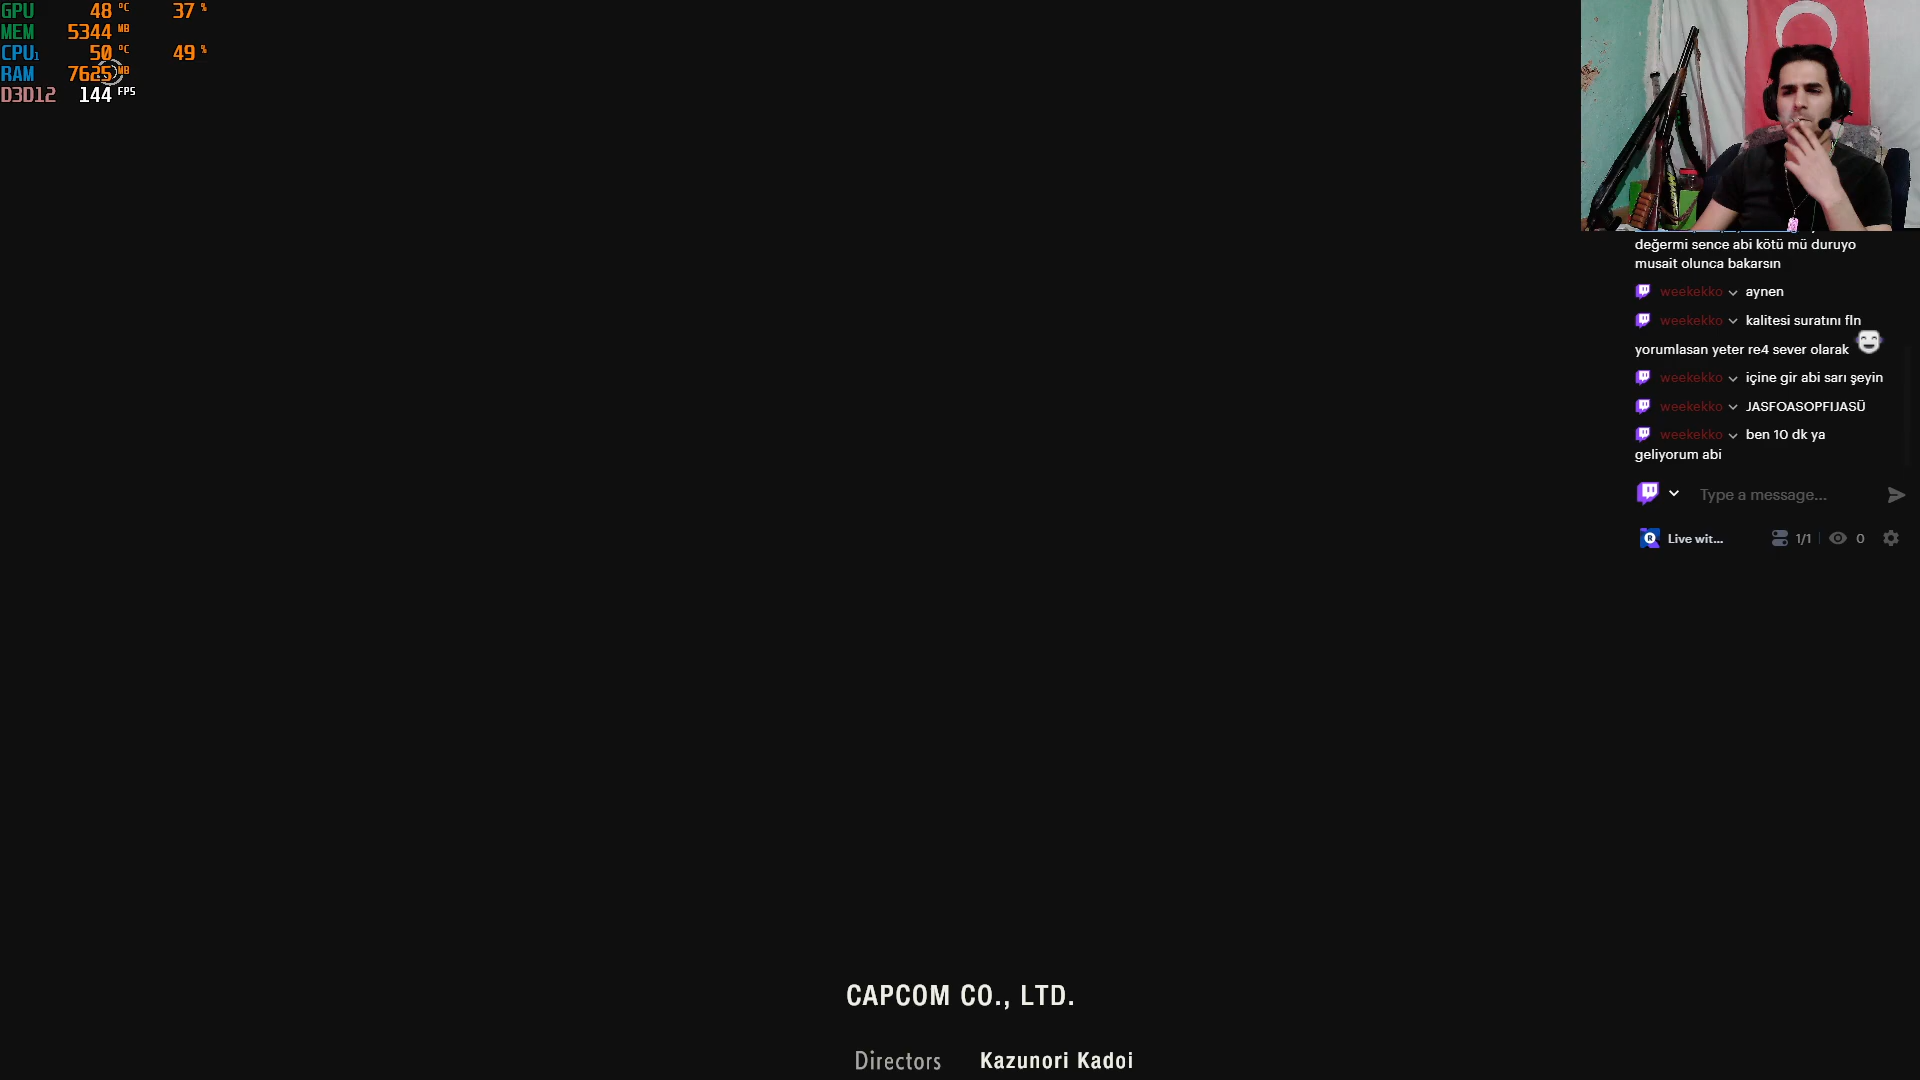 GPU 48 °C 37 %
MEM 5344 MB
CPU1 50 °C 49 %
RAM 7625 MB
D3D12 144 FPS
değermi sence abi kötü mü duruyo
musait olunca bakarsın
weekekko aynen
weekekko kalitesi suratını fln
yorumlasan yeter re4 sever olarak
weekekko içine gir abi sarı şeyin
weekekko JASFOASOPFIJASÜ
weekekko ben 10 dk ya
geliyorum abi
Type a message...
Live wit... 1/1 0
CAPCOM CO., LTD.
Directors Kazunori Kadoi